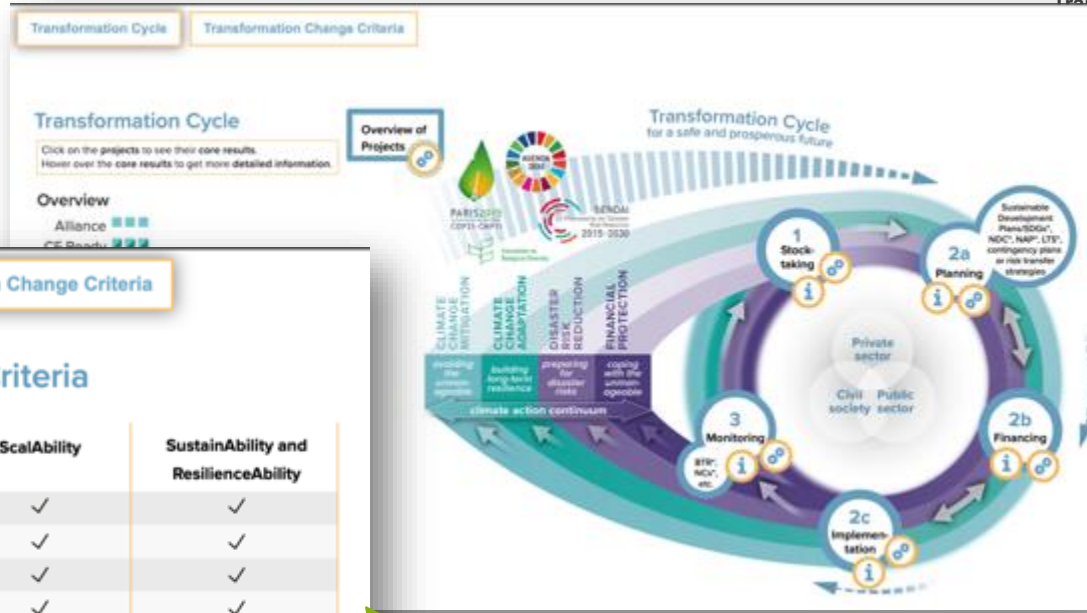 Transformation Cycle
Transformation Change Criteria
Transformation Cycle
Click on the projects to see their core results.
Hover over the core results to get more detailed information.
Overview
Alliance
Overview of
Projects
Transformation Cycle
for a safe and prosperous future
AGENDA
2030
PARIS2015
COP21·CMP11
SENDAI
2015-2030
CLIMATE
CHANGE
MITIGATION
CLIMATE
CHANGE
ADAPTATION
DISASTER
RISK
REDUCTION
FINANCIAL
PROTECTION
avoiding
the
unman-
ageable
building
long-term
resilience
preparing
for
disaster
risks
coping
with the
unman-
ageable
climate action continuum
1
Stock-
taking
2a
Planning
Sustainable
Development
Plans/SDGs*,
NDC*, NAP*, LTS*,
contingency plans
or risk transfer
strategies
Private
sector
Civil
society
Public
sector
2b
Financing
2c
Implemen-
tation
3
Monitoring
BTR*,
NCs*,
etc.
Change Criteria
riteria
ScalAbility
SustainAbility and
ResilienceAbility